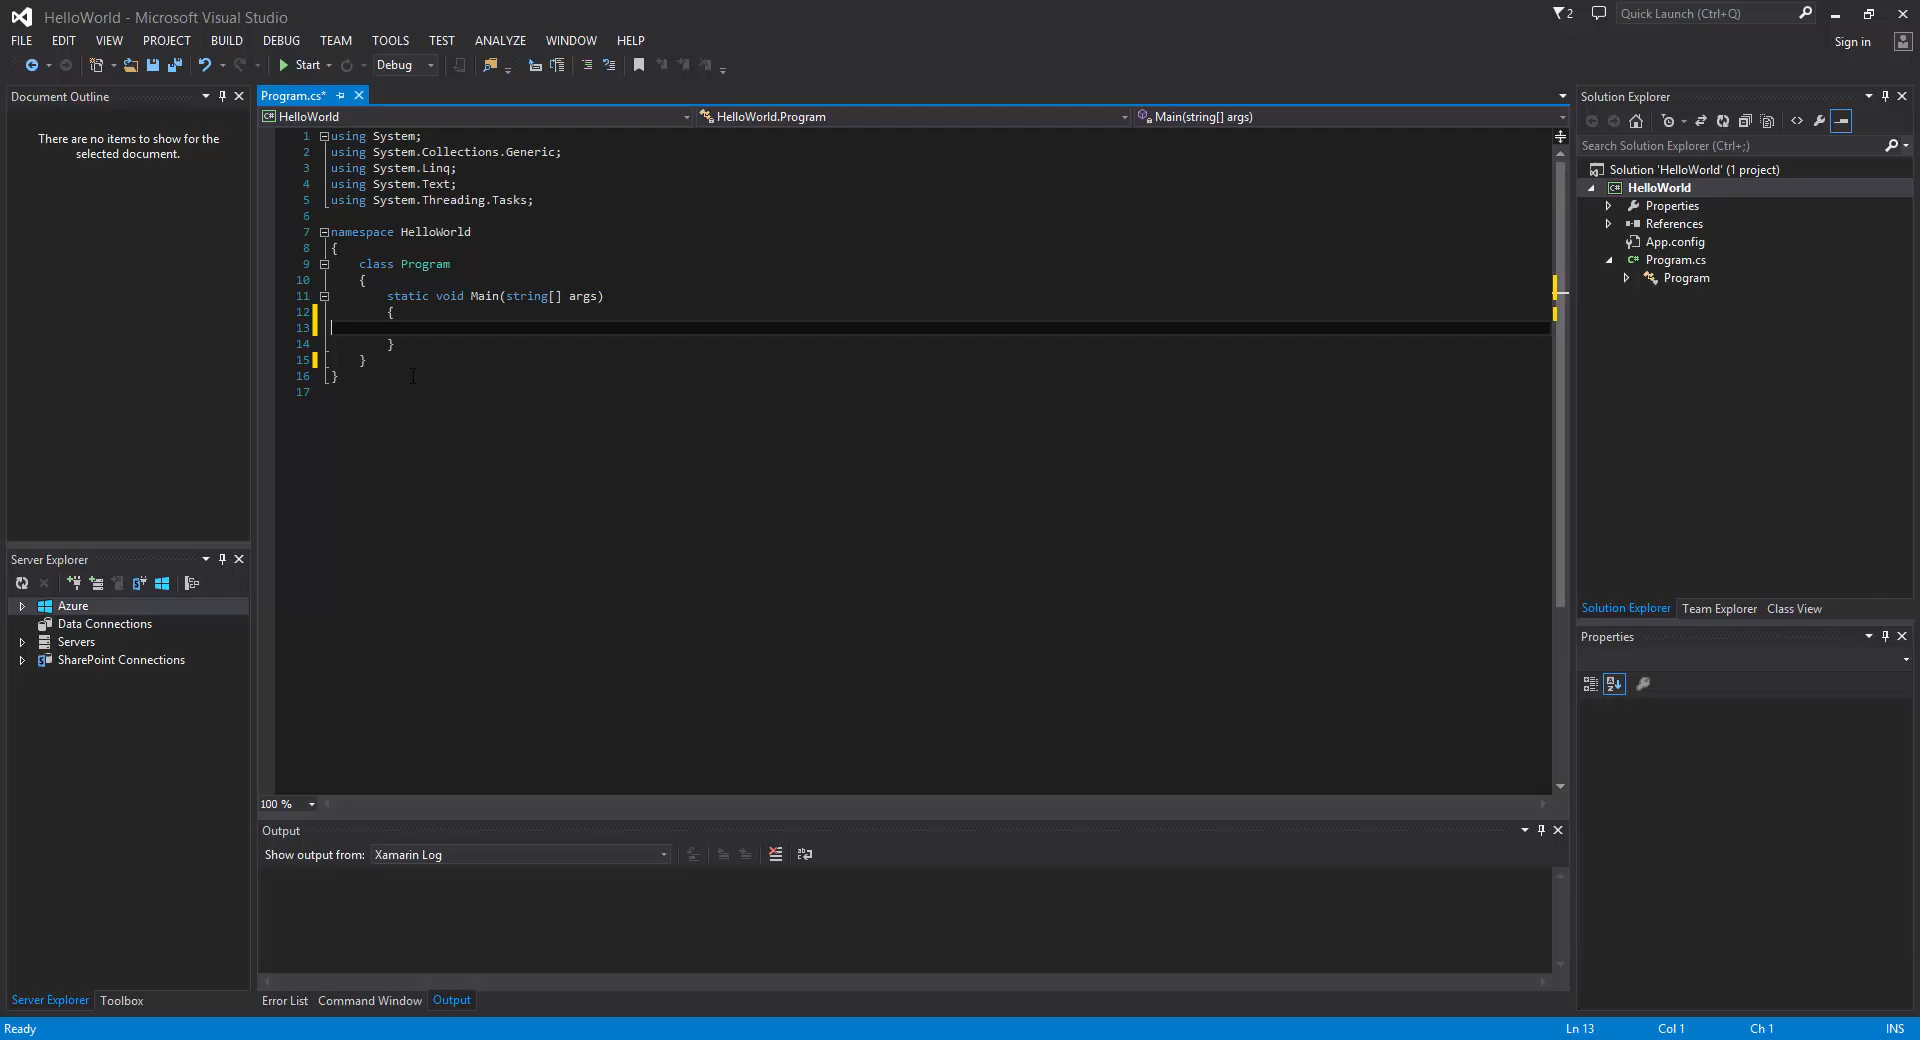 HelloWorld - Microsoft Visual Studio
2
Quick Launch (Ctrl+Q)
FILE EDIT VIEW PROJECT BUILD DEBUG TEAM TOOLS TEST ANALYZE WINDOW HELP
Sign in
Start Debug
Document Outline
There are no items to show for the
selected document.
Program.cs*
HelloWorld HelloWorld.Program Main(string[] args)
1 using System;
2 using System.Collections.Generic;
3 using System.Linq;
4 using System.Text;
5 using System.Threading.Tasks;
6
7 namespace HelloWorld
8 {
9 class Program
10 {
11 static void Main(string[] args)
12 {
13
14 }
15 }
16 }
17
100 %
Output
Show output from: Xamarin Log
Error List Command Window Output
Server Explorer
Azure
Data Connections
Servers
SharePoint Connections
Server Explorer Toolbox
Solution Explorer
Search Solution Explorer (Ctrl+;)
Solution 'HelloWorld' (1 project)
HelloWorld
Properties
References
App.config
Program.cs
Program
Solution Explorer Team Explorer Class View
Properties
Ready
Ln 13 Col 1 Ch 1 INS